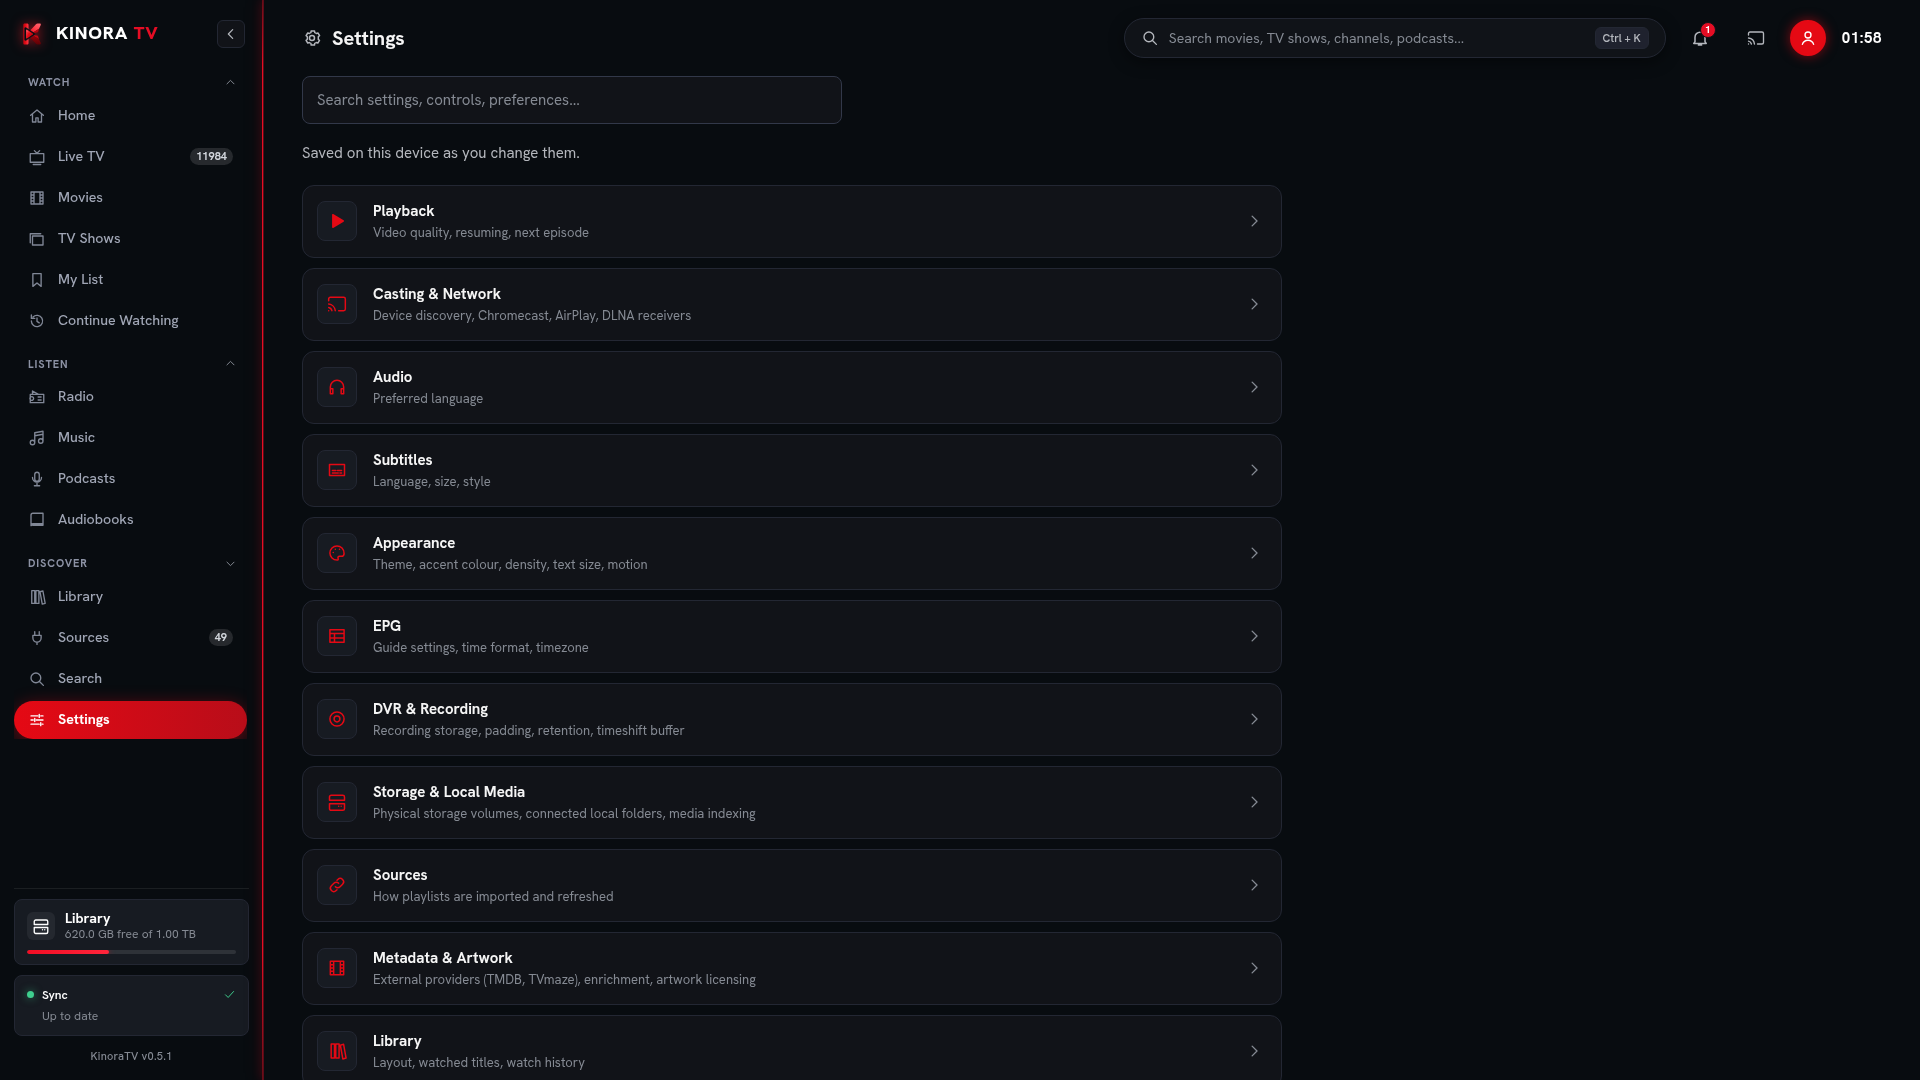 KINORA TV
WATCH
Home
Live TV 11984
Movies
TV Shows
My List
Continue Watching
LISTEN
Radio
Music
Podcasts
Audiobooks
DISCOVER
Library
Sources 49
Search
Settings
Library
620.0 GB free of 1.00 TB
Sync
Up to date
KinoraTV v0.5.1
Settings
Search movies, TV shows, channels, podcasts... Ctrl + K
1
01:58
Search settings, controls, preferences...
Saved on this device as you change them.
Playback
Video quality, resuming, next episode
Casting & Network
Device discovery, Chromecast, AirPlay, DLNA receivers
Audio
Preferred language
Subtitles
Language, size, style
Appearance
Theme, accent colour, density, text size, motion
EPG
Guide settings, time format, timezone
DVR & Recording
Recording storage, padding, retention, timeshift buffer
Storage & Local Media
Physical storage volumes, connected local folders, media indexing
Sources
How playlists are imported and refreshed
Metadata & Artwork
External providers (TMDB, TVmaze), enrichment, artwork licensing
Library
Layout, watched titles, watch history